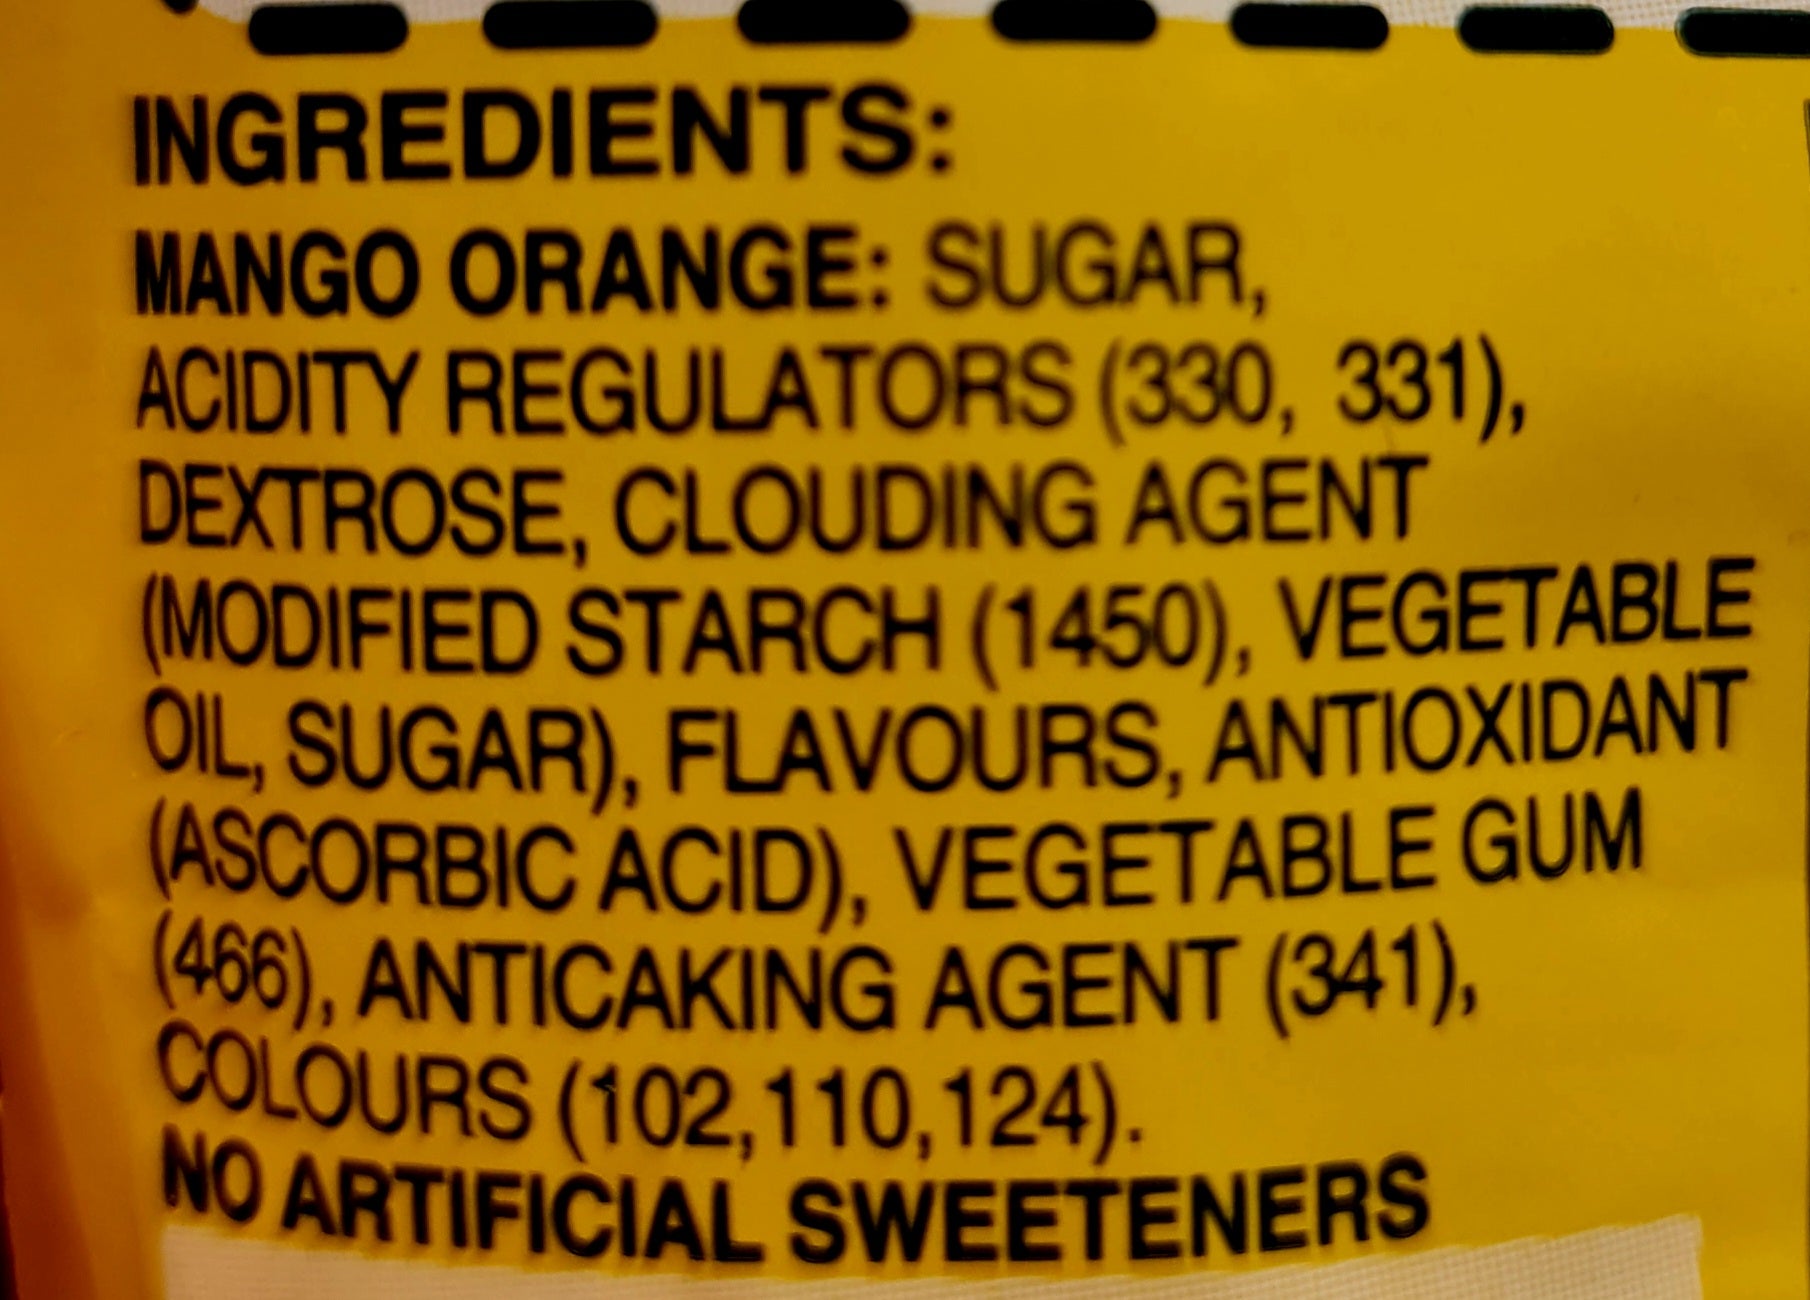 INGREDIENTS:
MANGO ORANGE: SUGAR,
ACIDITY REGULATORS (330, 331),
DEXTROSE, CLOUDING AGENT
(MODIFIED STARCH (1450), VEGETABLE
OIL, SUGAR), FLAVOURS, ANTIOXIDANT
(ASCORBIC ACID), VEGETABLE GUM
(466), ANTICAKING AGENT (341),
COLOURS (102,110,124).
NO ARTIFICIAL SWEETENERS